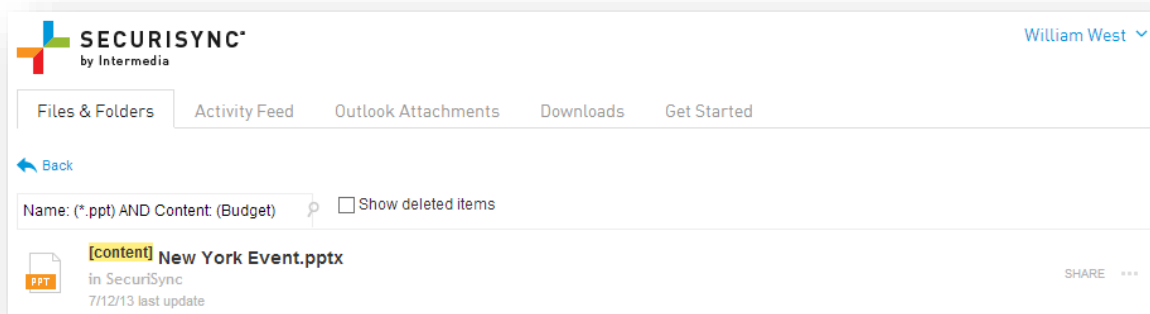 SECURISYNC®
by Intermedia
William West
Files & Folders Activity Feed Outlook Attachments Downloads Get Started
Back
Name: (*.ppt) AND Content: (Budget) Show deleted items
[content] New York Event.pptx
in SecuriSync
7/12/13 last update
PPT
SHARE